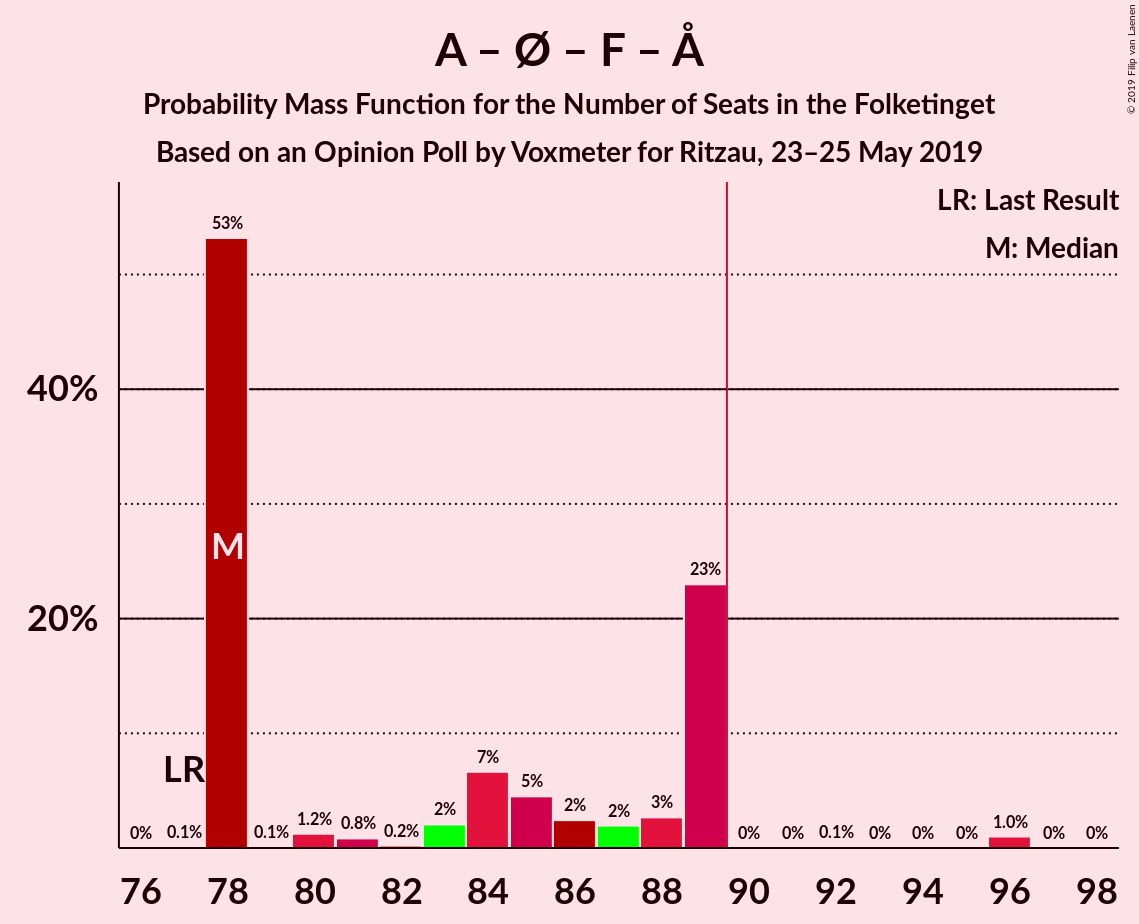 A – Ø – F – Å
Probability Mass Function for the Number of Seats in the Folketinget
Based on an Opinion Poll by Voxmeter for Ritzau, 23–25 May 2019
© 2019 Filip van Laenen
LR: Last Result
M: Median
40%
20%
LR
M
0% 0.1% 53% 0.1% 1.2% 0.8% 0.2% 2% 7% 5% 2% 2% 3% 23% 0% 0% 0.1% 0% 0% 0% 1.0% 0% 0%
76 78 80 82 84 86 88 90 92 94 96 98